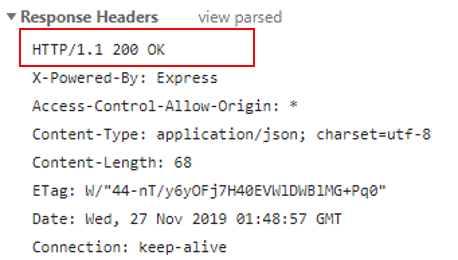 Response Headers view parsed
HTTP/1.1 200 OK
X-Powered-By: Express
Access-Control-Allow-Origin: *
Content-Type: application/json; charset=utf-8
Content-Length: 68
ETag: W/"44-nT/y6yOFj7H40EVWlDWBlMG+Pq0"
Date: Wed, 27 Nov 2019 01:48:57 GMT
Connection: keep-alive